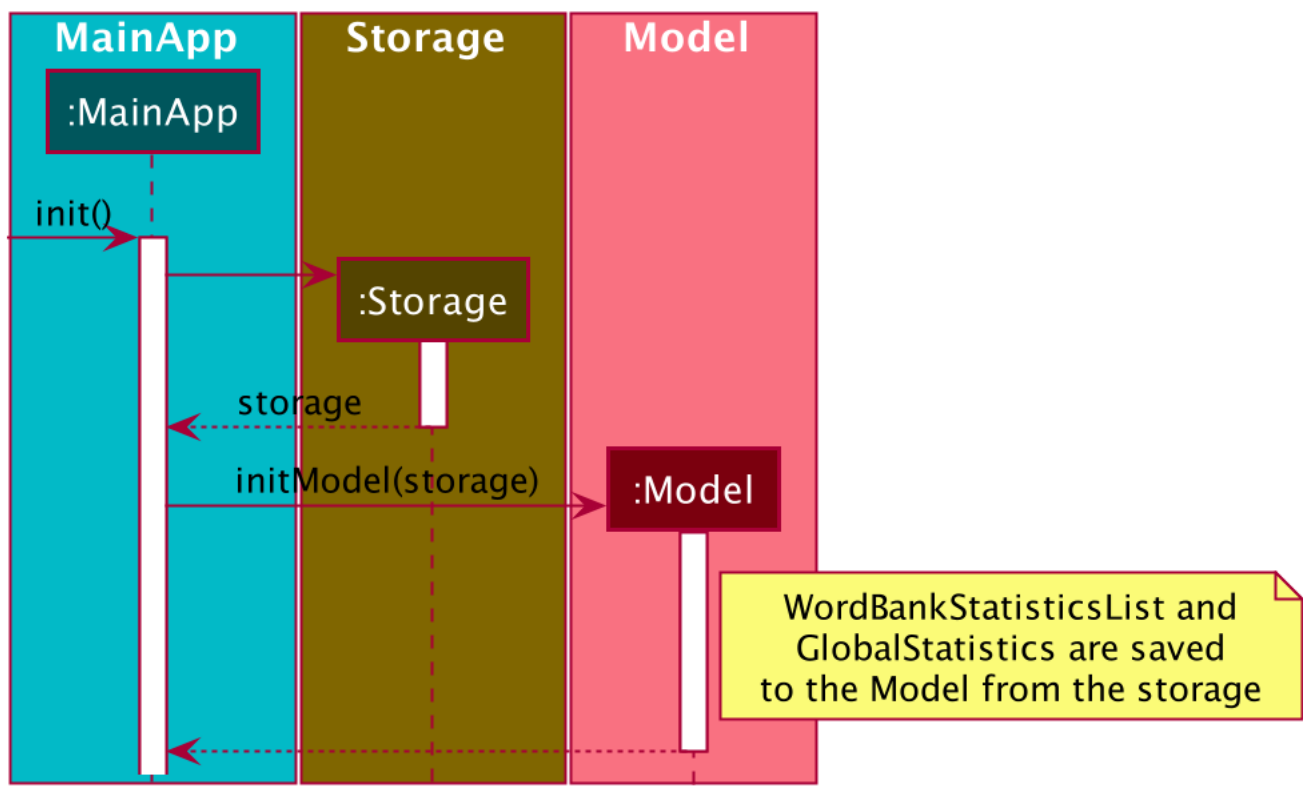 MainApp
Storage
Model
:MainApp
init()
:Storage
storage
initModel(storage)
:Model
WordBankStatisticsList and
GlobalStatistics are saved
to the Model from the storage